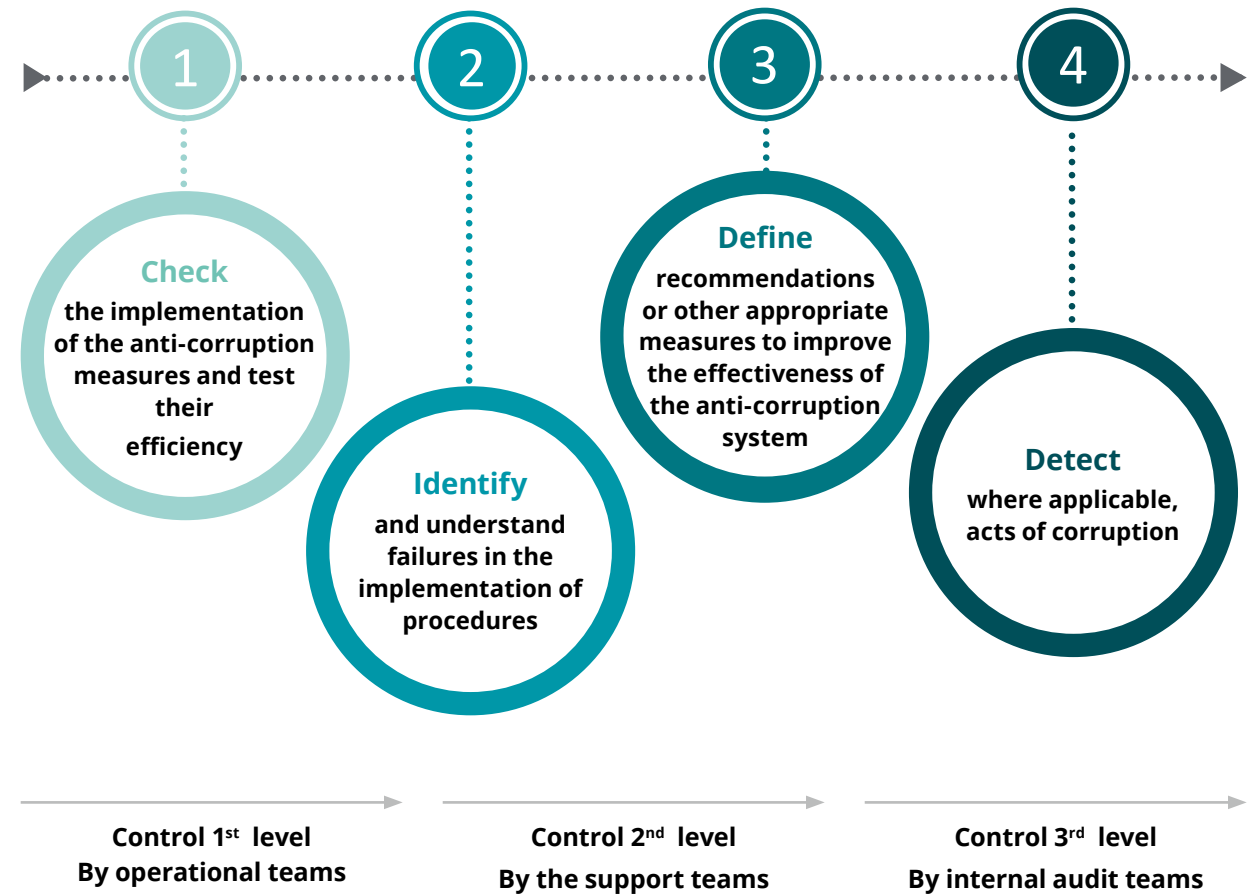 1
2
3
4
Check
the implementation
of the anti-corruption
measures and test
their
efficiency
Identify
and understand
failures in the
implementation of
procedures
Define
recommendations
or other appropriate
measures to improve
the effectiveness of
the anti-corruption
system
Detect
where applicable,
acts of corruption
Control 1st level
By operational teams
Control 2nd level
By the support teams
Control 3rd level
By internal audit teams